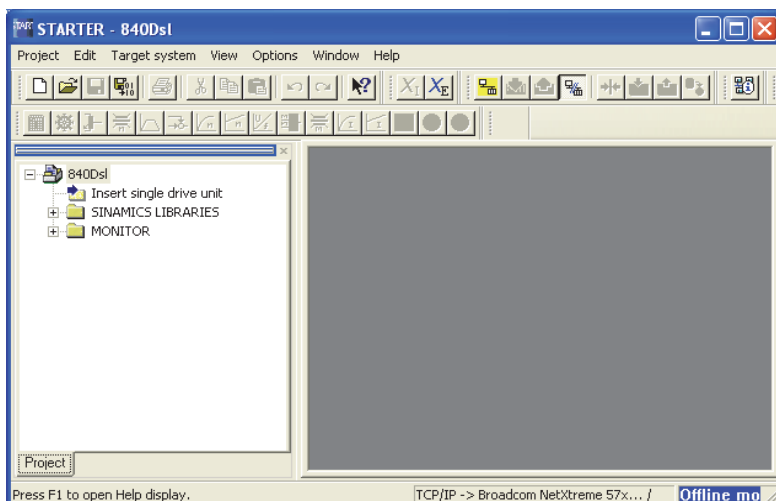 STARTER - 840Dsl
Project Edit Target system View Options Window Help
840Dsl
Insert single drive unit
SINAMICS LIBRARIES
MONITOR
Project
Press F1 to open Help display.
TCP/IP -> Broadcom NetXtreme 57x... /
Offline mo